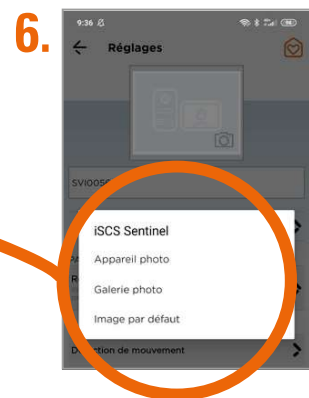 6.
9:36
Réglages
SVI005
iSCS Sentinel
Appareil photo
Galerie photo
Image par défaut
Détection de mouvement